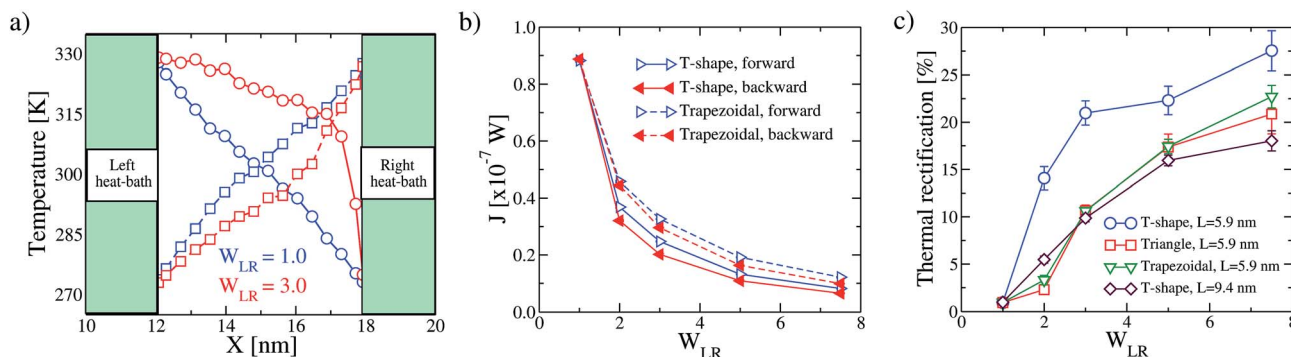 a)
Temperature [K]
330
315
300
285
270
Left
heat-bath
Right
heat-bath
W_LR = 1.0
W_LR = 3.0
10
12
14
16
18
20
X [nm]
b)
J [x10^-7 W]
1.0
0.8
0.6
0.4
0.2
0.0
T-shape, forward
T-shape, backward
Trapezoidal, forward
Trapezoidal, backward
0
2
4
6
8
W_LR
c)
Thermal rectification [%]
30
25
20
15
10
5
0
T-shape, L=5.9 nm
Triangle, L=5.9 nm
Trapezoidal, L=5.9 nm
T-shape, L=9.4 nm
0
2
4
6
8
W_LR